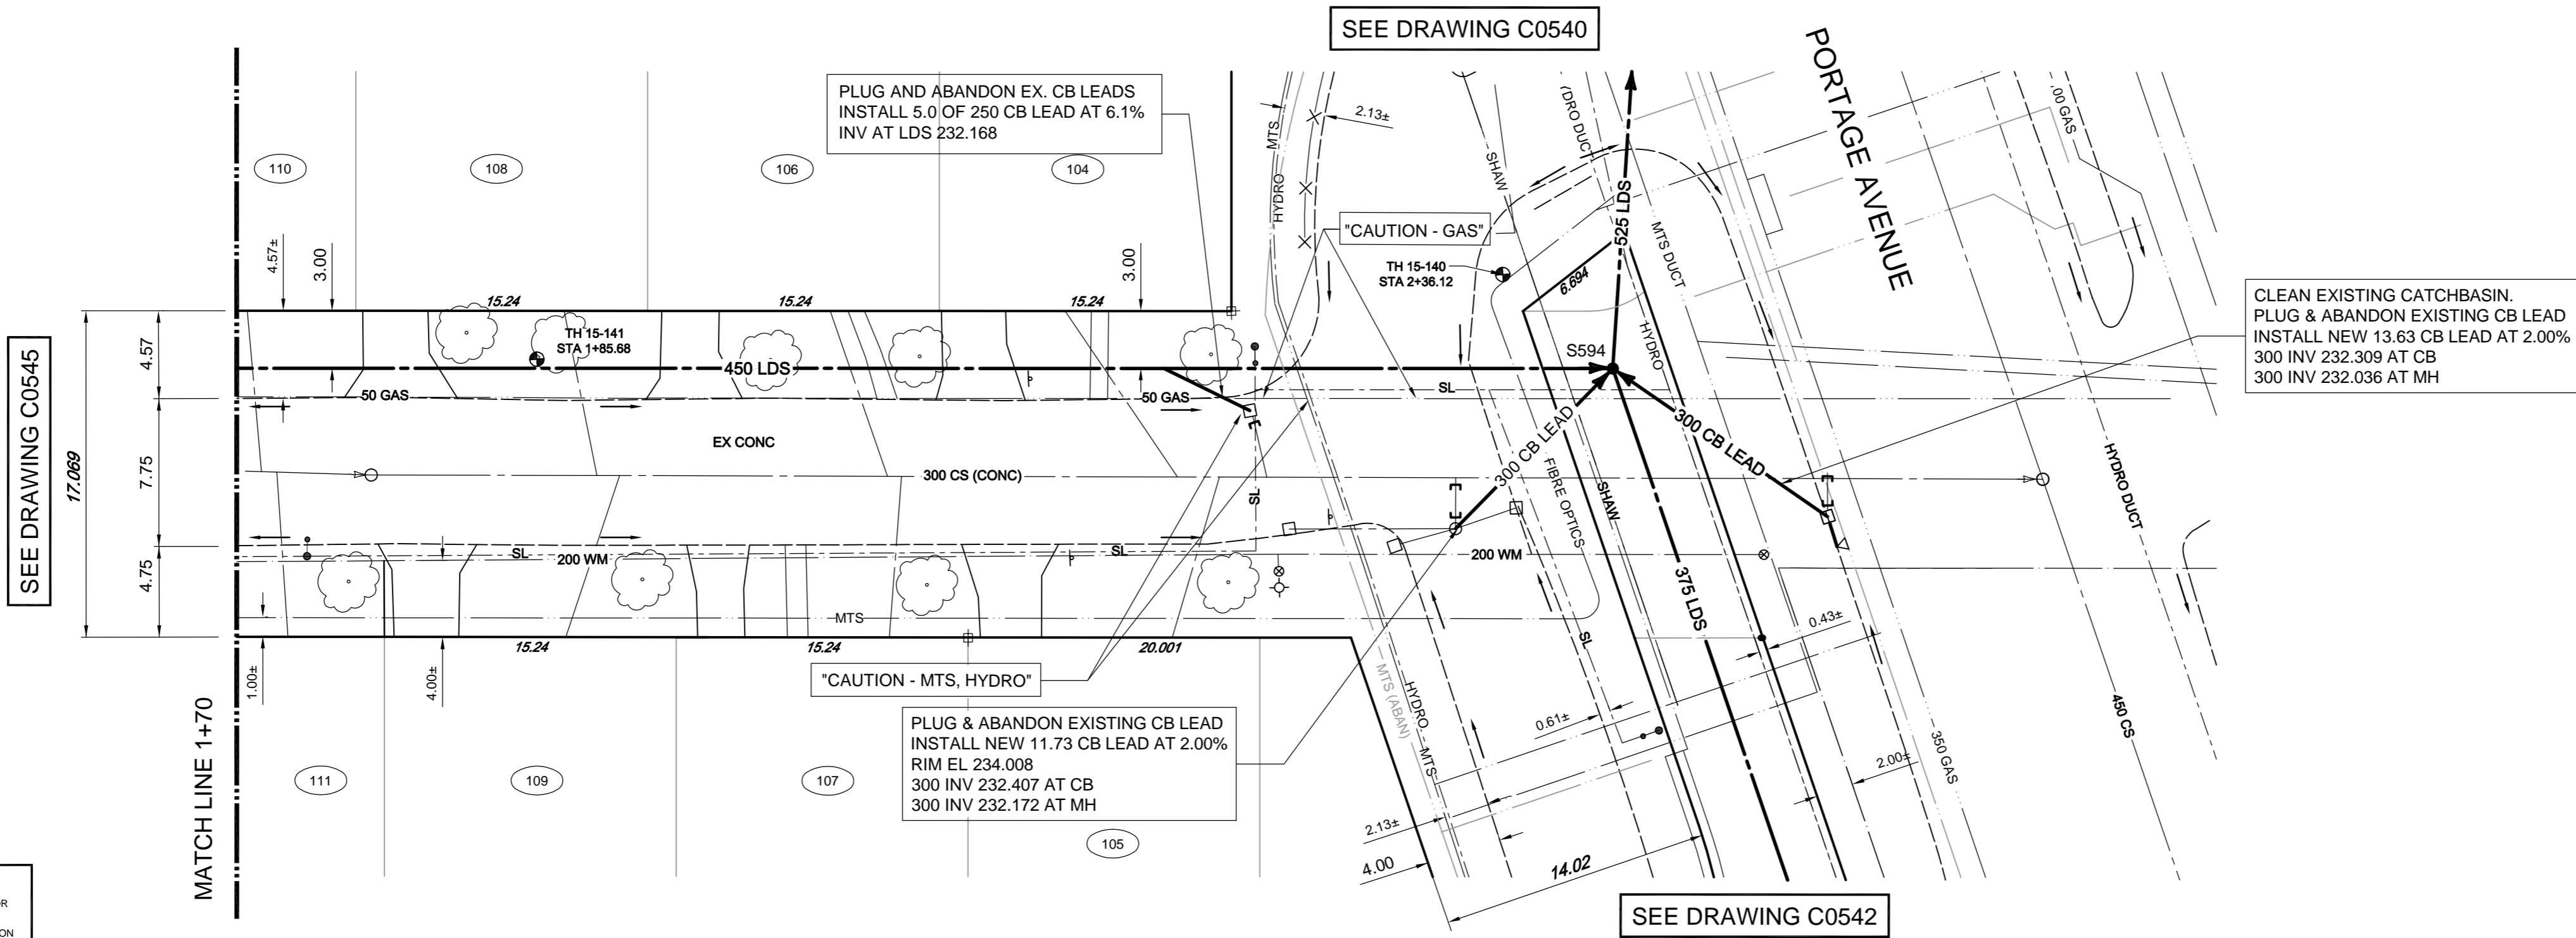 SEE DRAWING C0540
PORTAGE AVENUE
PLUG AND ABANDON EX. CB LEADS
INSTALL 5.0 OF 250 CB LEAD AT 6.1%
INV AT LDS 232.168
110
108
106
104
4.57±
3.00
3.00
MTS
HYDRO
2.13±
SHAW
YDRO DUCT
525 LDS
MTS DUCT
HYDRO
.00 GAS
"CAUTION - GAS"
TH 15-140
STA 2+36.12
6.694
CLEAN EXISTING CATCHBASIN.
PLUG & ABANDON EXISTING CB LEAD
INSTALL NEW 13.63 CB LEAD AT 2.00%
300 INV 232.309 AT CB
300 INV 232.036 AT MH
15.24
15.24
15.24
TH 15-141
STA 1+85.68
SEE DRAWING C0545
17.069
4.57
7.75
4.75
450 LDS
S594
50 GAS
50 GAS
SL
EX CONC
300 CS (CONC)
SL
300 CB LEAD
300 CB LEAD
FIBRE OPTICS
SHAW
HYDRO DUCT
SL
200 WM
SL
200 WM
MTS
375 LDS
SL
0.43±
15.24
15.24
20.001
1.00±
4.00±
"CAUTION - MTS, HYDRO"
MTS (ABAN)
HYDRO
MTS
MATCH LINE 1+70
PLUG & ABANDON EXISTING CB LEAD
INSTALL NEW 11.73 CB LEAD AT 2.00%
RIM EL 234.008
300 INV 232.407 AT CB
300 INV 232.172 AT MH
0.61±
350 GAS
450 CS
2.00±
111
109
107
105
2.13±
4.00
14.02
SEE DRAWING C0542
OR
ON